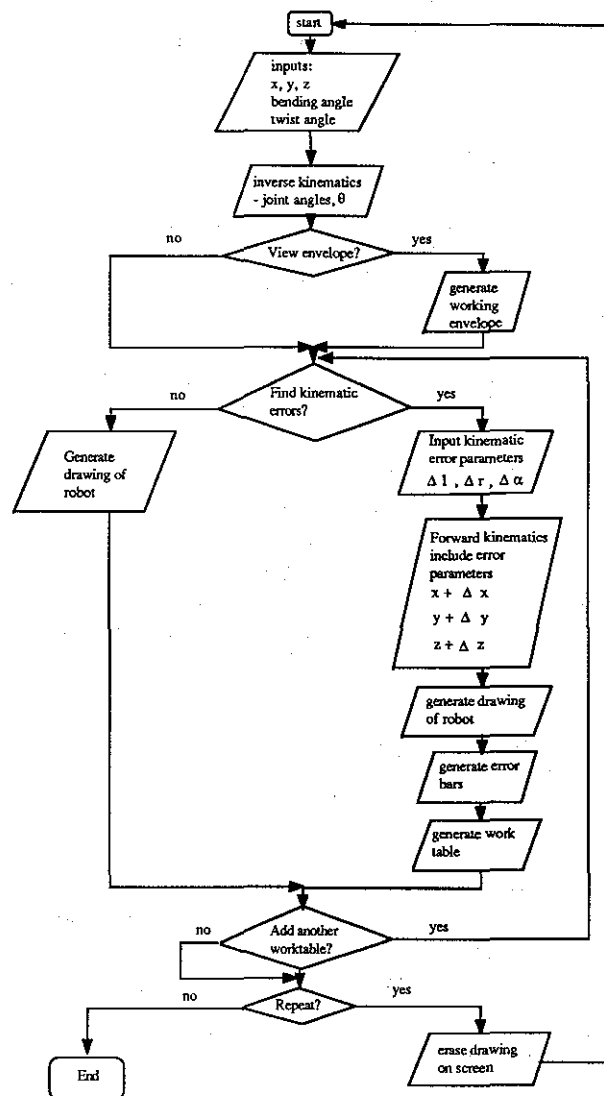 start
inputs:
x, y, z
bending angle
twist angle
inverse kinematics
- joint angles, θ
no
View envelope?
yes
generate
working
envelope
no
Find kinematic
errors?
yes
Generate
drawing of
robot
Input kinematic
error parameters
Δ l , Δ r , Δ α
Forward kinematics
include error
parameters
x + Δ x
y + Δ y
z + Δ z
generate drawing
of robot
generate error
bars
generate work
table
no
Add another
worktable?
yes
no
Repeat?
yes
End
erase drawing
on screen